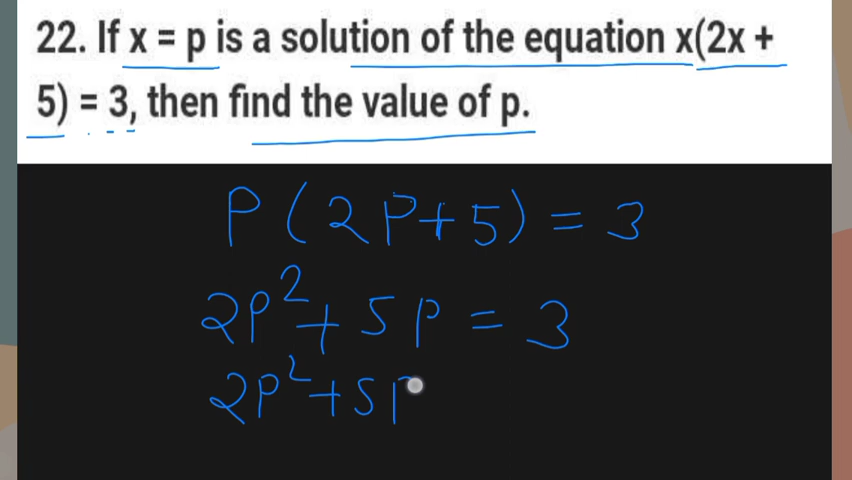 22. If x = p is a solution of the equation x(2x +
5) = 3, then find the value of p.
P(2P+5) = 3
2P²+5P = 3
2P²+5P